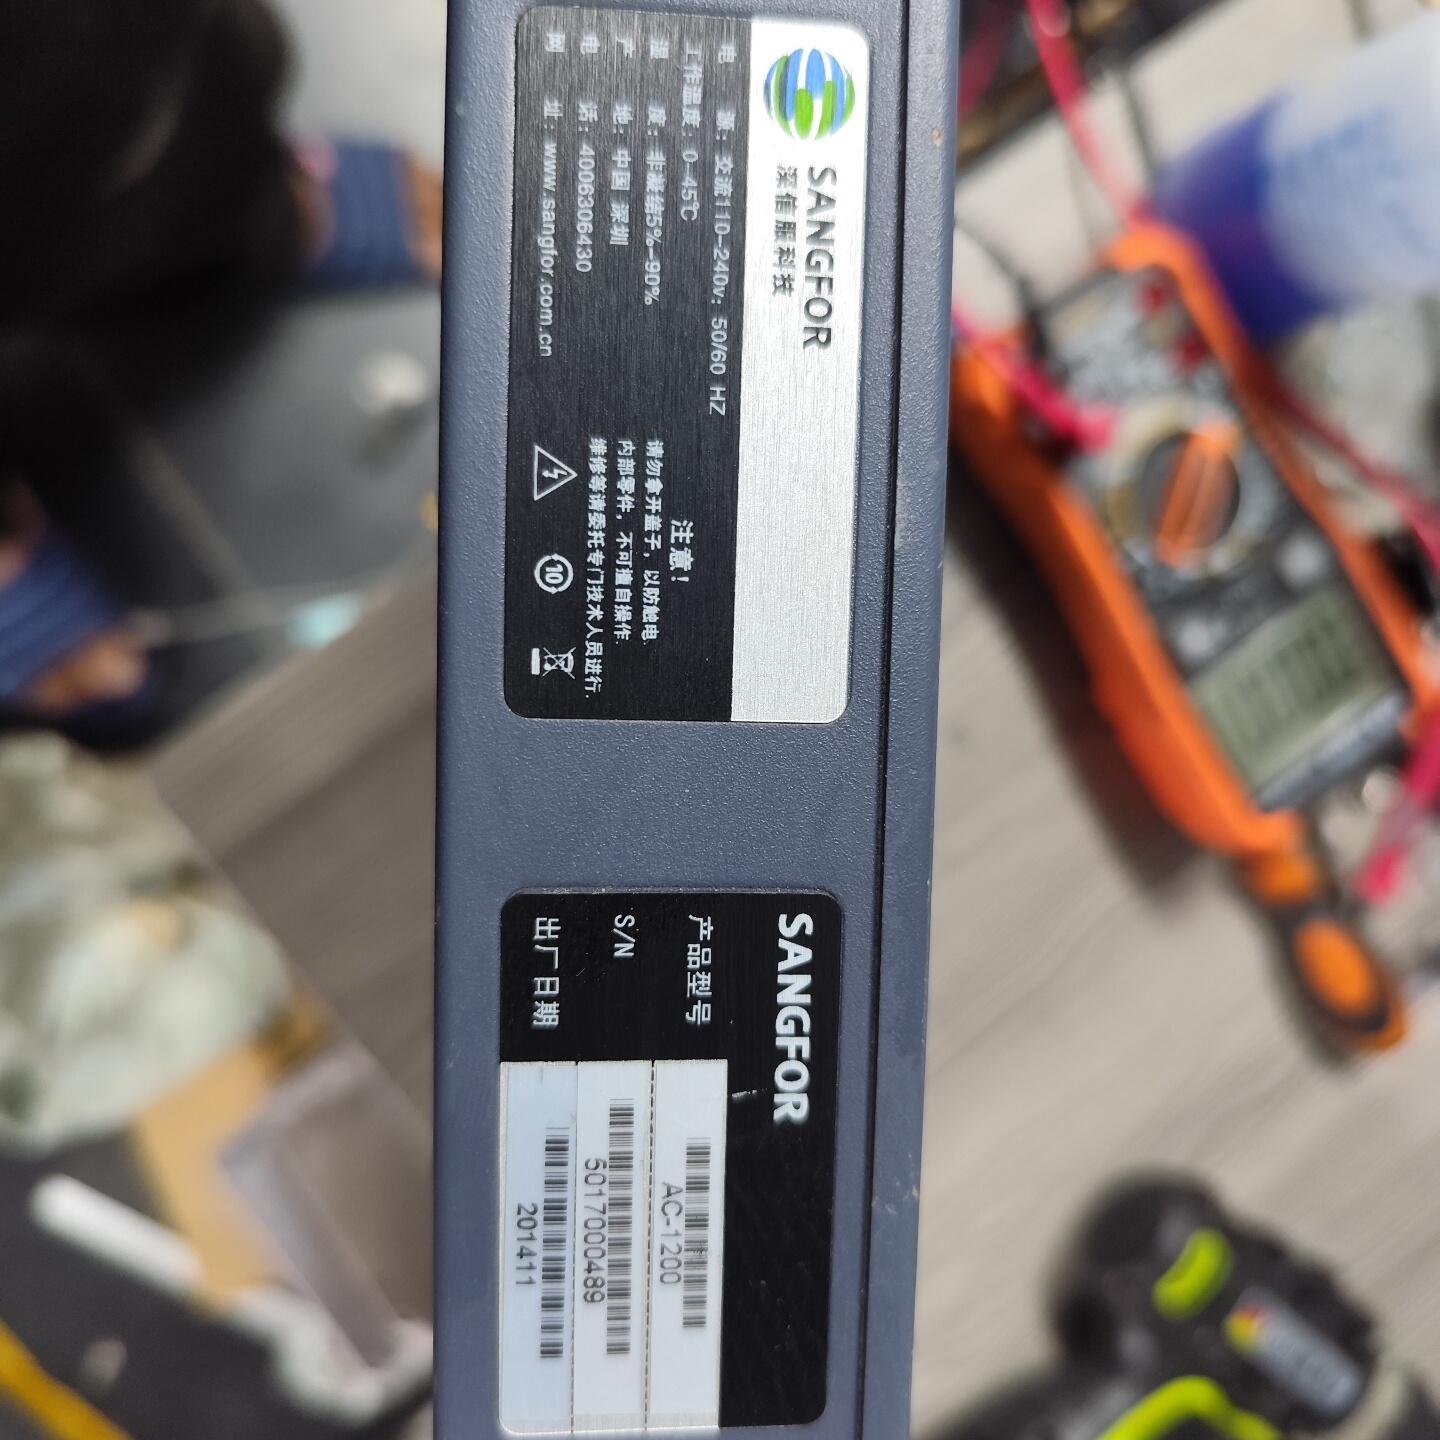 SANGFOR
深信服科技
电 源：交流110-240v：50/60 HZ
工作温度：0-45℃
湿 度：非凝结5%-90%
产 地：中国 深圳
电 话：4006306430
网 址：www.sangfor.com.cn
注意！
请勿拿开盖子，以防触电.
内部零件，不可擅自操作.
维修等请委托专门技术人员进行.
10
SANGFOR
产品型号
AC-1200
S/N
5017000489
出厂日期
201411